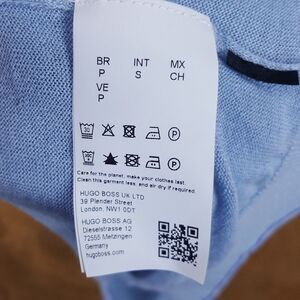 BR INT MX
P S CH
VE
P
Care for the planet, make your clothes last.
Clean this garment less, and air dry if required.
HUGO BOSS UK LTD
39 Plender Street
London, NW1 0DT
HUGO BOSS AG
Dieselstrasse 12
72555 Metzingen
Germany
hugoboss.com